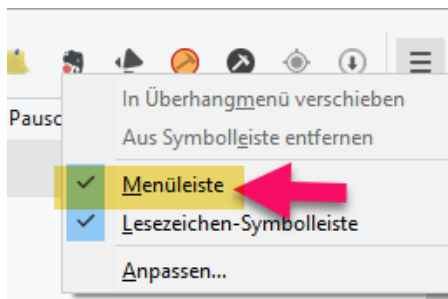 In Überhangmenü verschieben
Pausc
Aus Symbolleiste entfernen
Menüleiste
Lesezeichen-Symbolleiste
Anpassen...